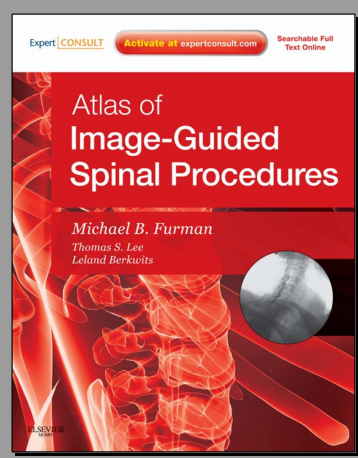 Expert CONSULT
Activate at expertconsult.com
Searchable Full
Text Online
Atlas of
Image-Guided
Spinal Procedures
Michael B. Furman
Thomas S. Lee
Leland Berkwits
ELSEVIER
MOSBY